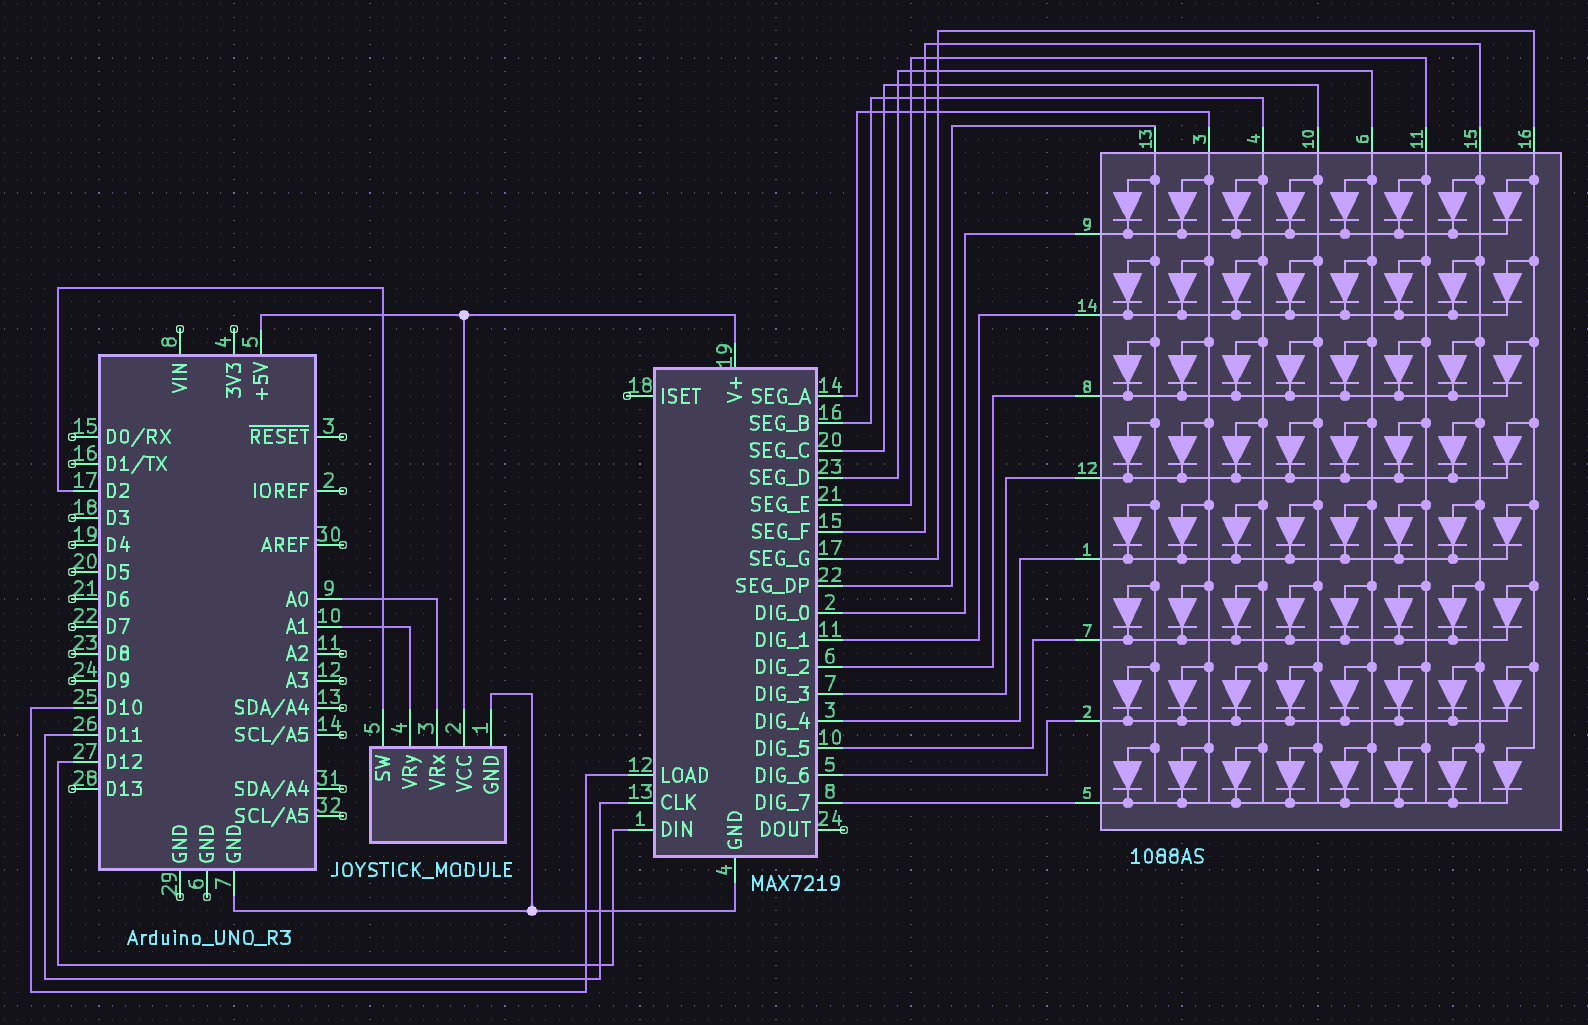 13 3 4 10 6 11 15 16
9
14
8
12
1
7
2
5
1088AS
8 4 5
VIN 3V3 +5V
15 D0/RX RESET 3
16 D1/TX
17 D2 IOREF 2
18 D3
19 D4 AREF 30
20 D5
21 D6 A0 9
22 D7 A1 10
23 D8 A2 11
24 D9 A3 12
25 D10 SDA/A4 13
26 D11 SCL/A5 14
27 D12
28 D13 SDA/A4 31
SCL/A5 32
GND GND GND
29 6 7
Arduino_UNO_R3
5 4 3 2 1
SW VRy VRx VCC GND
JOYSTICK_MODULE
19
V+
18 ISET SEG_A 14
SEG_B 16
SEG_C 20
SEG_D 23
SEG_E 21
SEG_F 15
SEG_G 17
SEG_DP 22
DIG_0 2
DIG_1 11
DIG_2 6
DIG_3 7
DIG_4 3
DIG_5 10
12 LOAD DIG_6 5
13 CLK DIG_7 8
1 DIN DOUT 24
GND
4
MAX7219